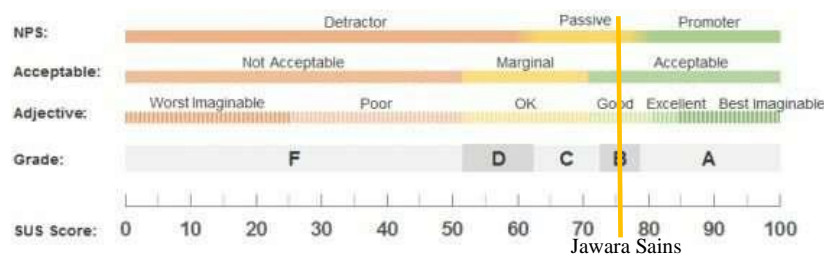 NPS: Detractor Passive Promoter
Acceptable: Not Acceptable Marginal Acceptable
Adjective: Worst Imaginable Poor OK Good Excellent Best Imaginable
Grade: F D C B A
SUS Score: 0 10 20 30 40 50 60 70 80 90 100
Jawara Sains